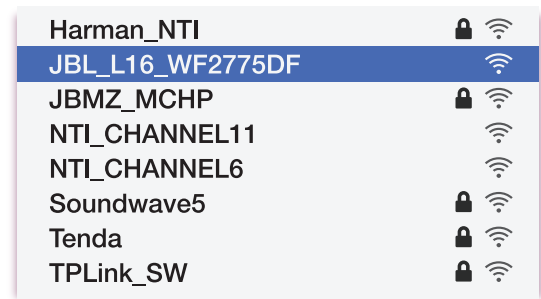 Harman_NTI
JBL_L16_WF2775DF
JBMZ_MCHP
NTI_CHANNEL11
NTI_CHANNEL6
Soundwave5
Tenda
TPLink_SW